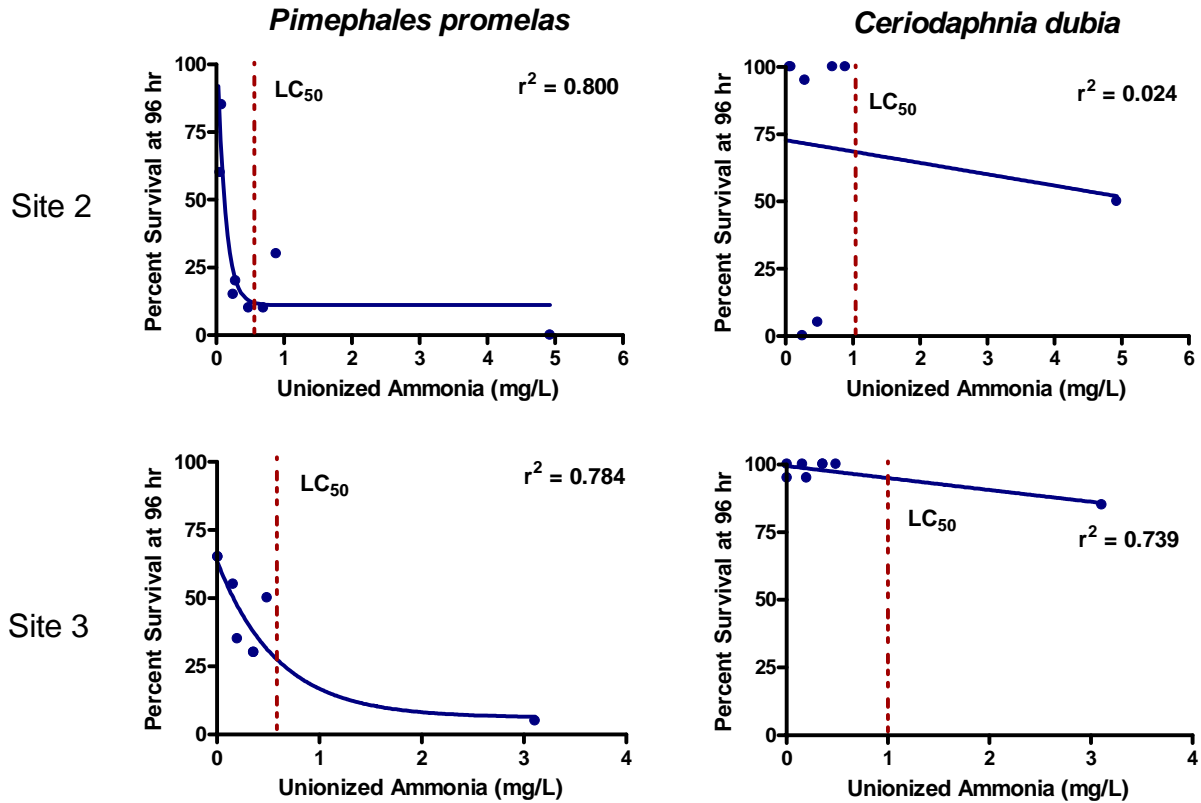 Pimephales promelas
Ceriodaphnia dubia
Site 2
Percent Survival at 96 hr
100
75
50
25
0
LC50
r2 = 0.800
0 1 2 3 4 5 6
Unionized Ammonia (mg/L)
Percent Survival at 96 hr
100
75
50
25
0
LC50
r2 = 0.024
0 1 2 3 4 5 6
Unionized Ammonia (mg/L)
Site 3
Percent Survival at 96 hr
100
75
50
25
0
LC50
r2 = 0.784
0 1 2 3 4
Unionized Ammonia (mg/L)
Percent Survival at 96 hr
100
75
50
25
0
LC50
r2 = 0.739
0 1 2 3 4
Unionized Ammonia (mg/L)